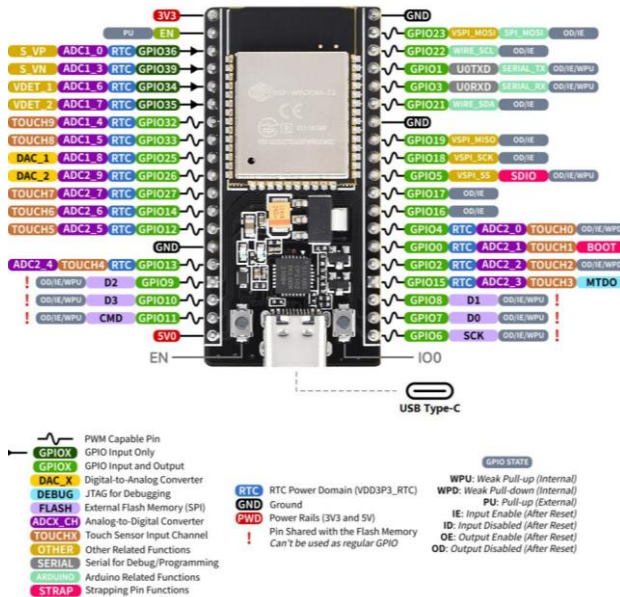 3V3
GND
PU EN
GPIO23 VSPI_MOSI SPI_MOSI OD/IE
S_VP ADC1_0 RTC GPIO36
GPIO22 WIRE_SCL OD/IE
S_VN ADC1_3 RTC GPIO39
GPIO1 U0TXD SERIAL_TX OD/IE/WPU
VDET_1 ADC1_6 RTC GPIO34
GPIO3 U0RXD SERIAL_RX OD/IE/WPU
VDET_2 ADC1_7 RTC GPIO35
GPIO21 WIRE_SDA OD/IE
TOUCH9 ADC1_4 RTC GPIO32
GND
TOUCH8 ADC1_5 RTC GPIO33
GPIO19 VSPI_MISO OD/IE
DAC_1 ADC1_8 RTC GPIO25
GPIO18 VSPI_SCK OD/IE
DAC_2 ADC2_9 RTC GPIO26
GPIO5 VSPI_SS SDIO OD/IE/WPU
TOUCH7 ADC2_7 RTC GPIO27
GPIO17 OD/IE
TOUCH6 ADC2_6 RTC GPIO14
GPIO16 OD/IE
TOUCH5 ADC2_5 RTC GPIO12
GPIO4 RTC ADC2_0 TOUCH0 OD/IE/WPD
GND
GPIO0 RTC ADC2_1 TOUCH1 BOOT
ADC2_4 TOUCH4 RTC GPIO13
GPIO2 RTC ADC2_2 TOUCH2 OD/IE/WPD
! OD/IE/WPU D2 GPIO9
GPIO15 RTC ADC2_3 TOUCH3 MTDO
! OD/IE/WPU D3 GPIO10
GPIO8 D1 OD/IE/WPU !
! OD/IE/WPU CMD GPIO11
GPIO7 D0 OD/IE/WPU !
5V0
GPIO6 SCK OD/IE/WPU !
EN
IO0
USB Type-C
PWM Capable Pin
GPIOX GPIO Input Only
GPIOX GPIO Input and Output
DAC_X Digital-to-Analog Converter
DEBUG JTAG for Debugging
FLASH External Flash Memory (SPI)
ADCX_CH Analog-to-Digital Converter
TOUCHX Touch Sensor Input Channel
OTHER Other Related Functions
SERIAL Serial for Debug/Programming
ARDUINO Arduino Related Functions
STRAP Strapping Pin Functions
RTC RTC Power Domain (VDD3P3_RTC)
GND Ground
PWD Power Rails (3V3 and 5V)
! Pin Shared with the Flash Memory
Can't be used as regular GPIO
GPIO STATE
WPU: Weak Pull-up (Internal)
WPD: Weak Pull-down (Internal)
PU: Pull-up (External)
IE: Input Enable (After Reset)
ID: Input Disabled (After Reset)
OE: Output Enable (After Reset)
OD: Output Disabled (After Reset)